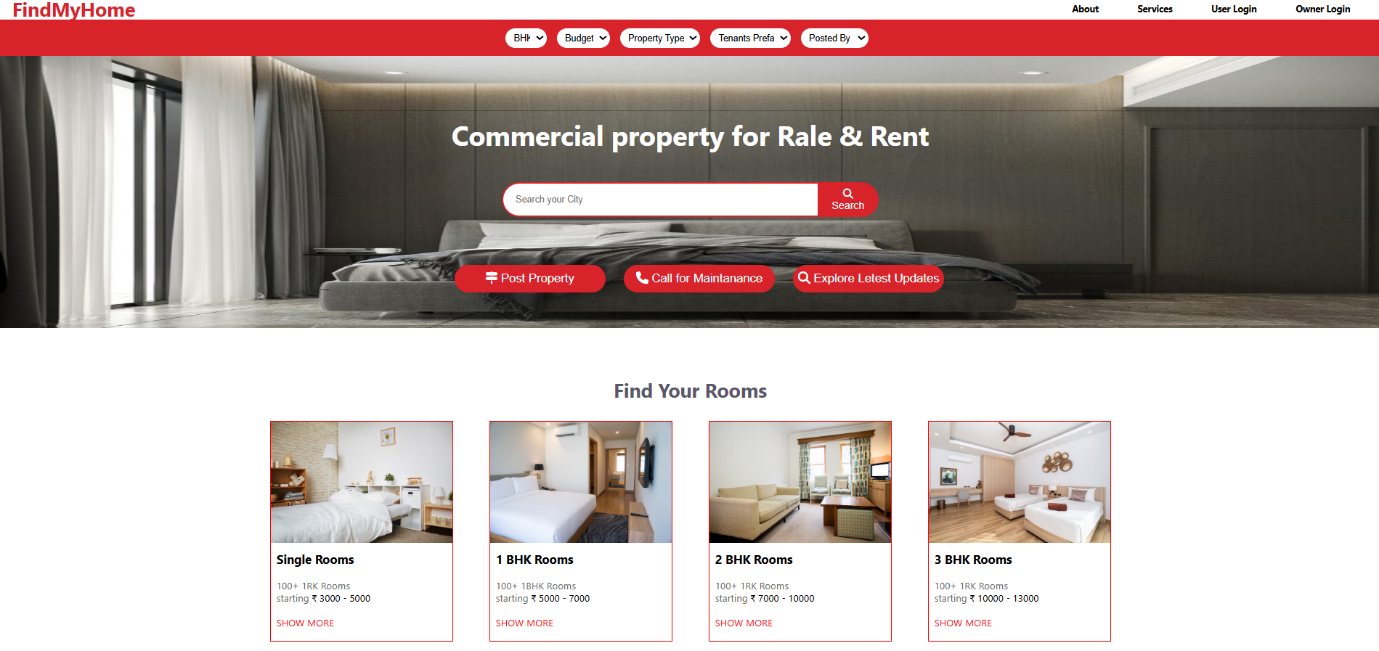 FindMyHome
About Services User Login Owner Login
BHK Budget Property Type Tenants Prefa Posted By
Commercial property for Rale & Rent
Search your City
Search
Post Property Call for Maintanance Explore Letest Updates
Find Your Rooms
Single Rooms
100+ 1RK Rooms
starting ₹ 3000 - 5000
SHOW MORE
1 BHK Rooms
100+ 1BHK Rooms
starting ₹ 5000 - 7000
SHOW MORE
2 BHK Rooms
100+ 1RK Rooms
starting ₹ 7000 - 10000
SHOW MORE
3 BHK Rooms
100+ 1RK Rooms
starting ₹ 10000 - 13000
SHOW MORE